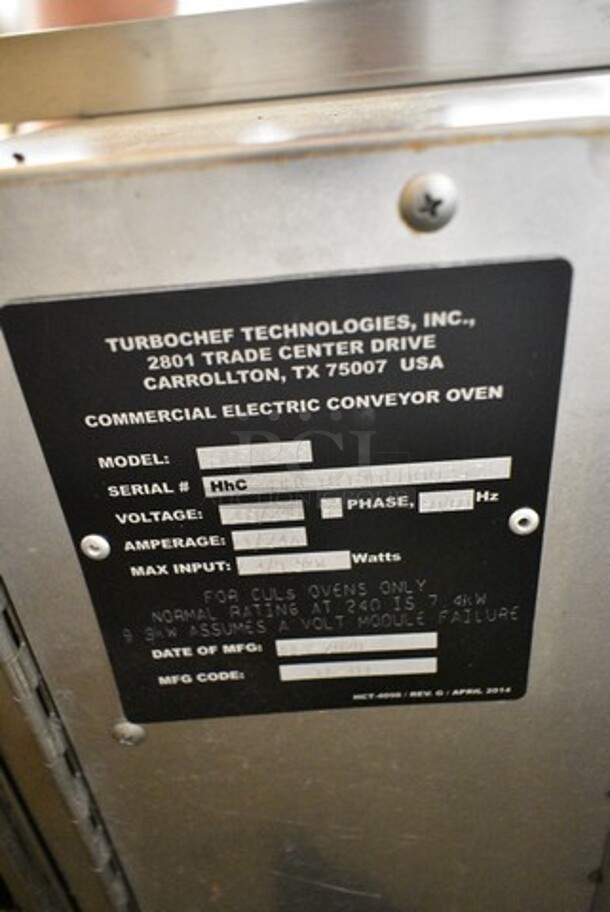 TURBOCHEF TECHNOLOGIES, INC.,
2801 TRADE CENTER DRIVE
CARROLLTON, TX 75007 USA
COMMERCIAL ELECTRIC CONVEYOR OVEN
MODEL:
SERIAL # HhC
VOLTAGE: PHASE, Hz
AMPERAGE:
MAX INPUT: Watts
FOR CULs OVENS ONLY
NORMAL RATING AT 240 IS 7.4kW
9.9kW ASSUMES A VOLT MODULE FAILURE
DATE OF MFG:
MFG CODE:
HCT-4098 / REV. G / APRIL 2014